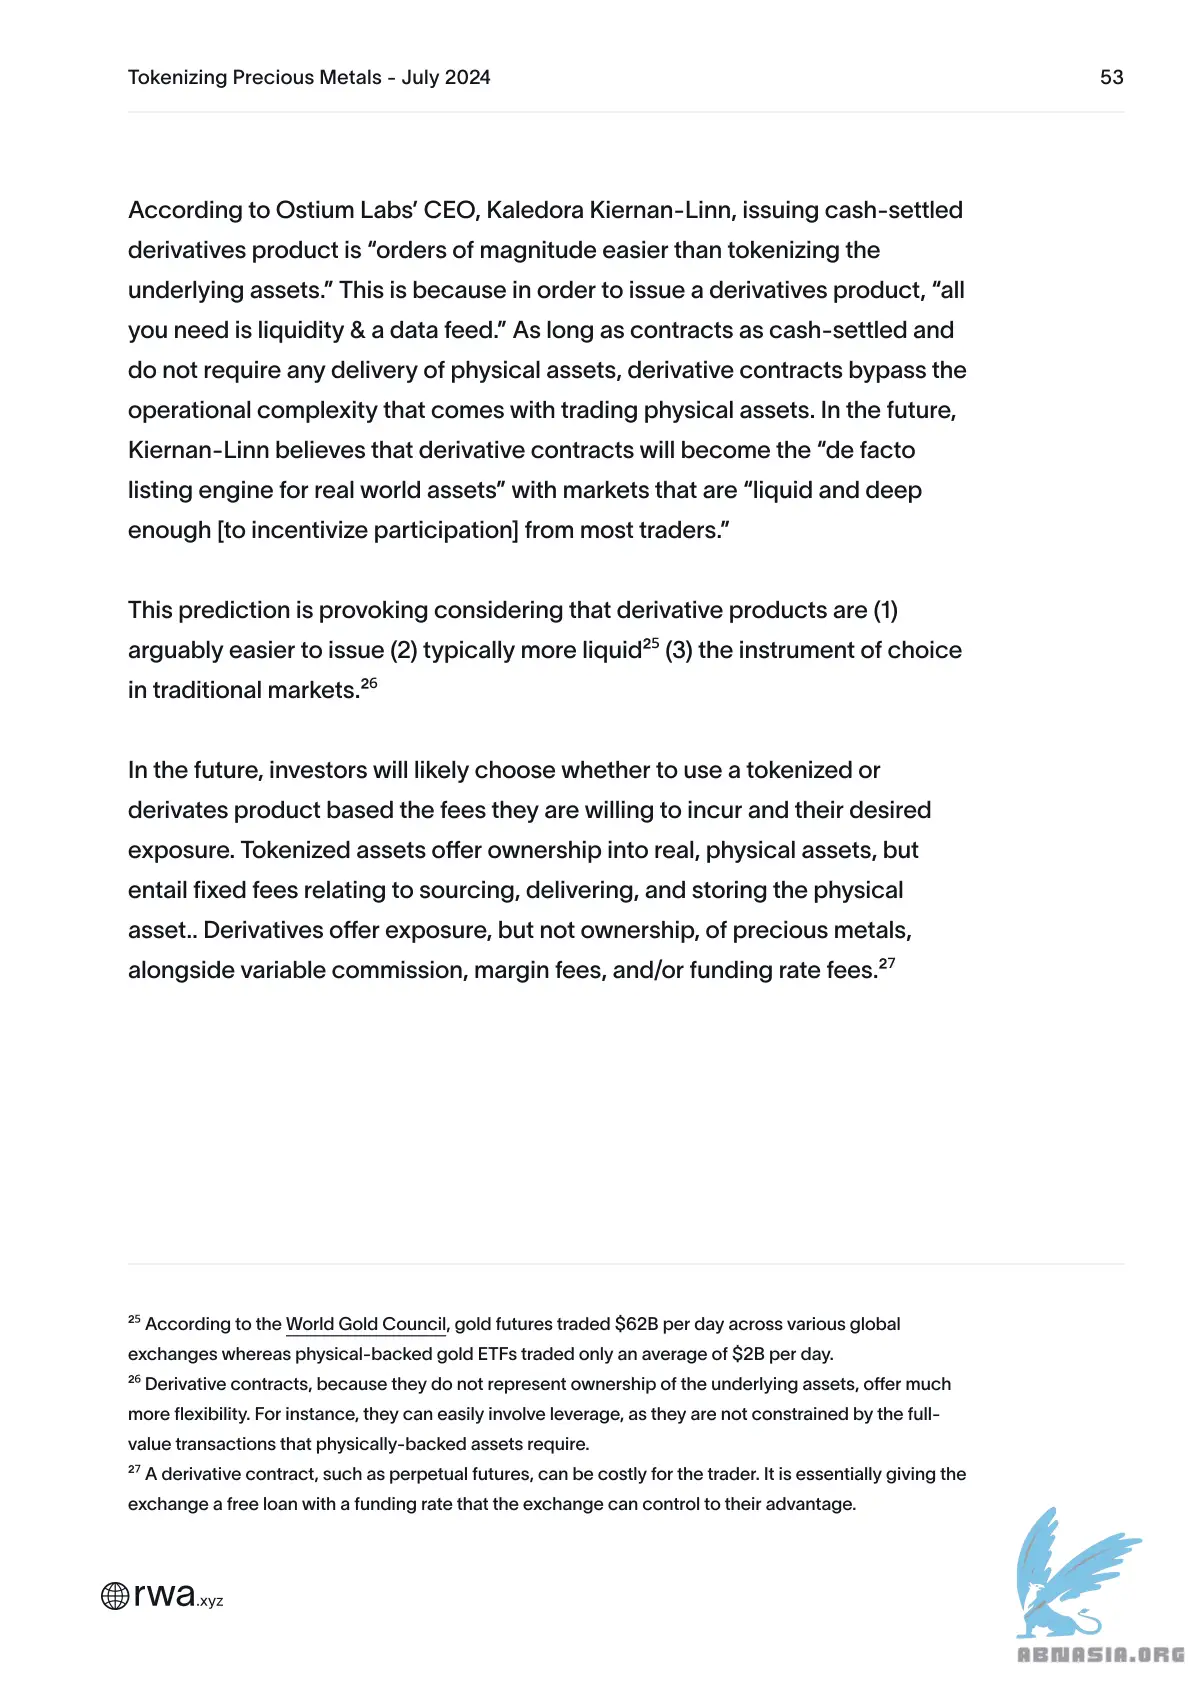 Tokenizing Precious Metals - July 2024
53
According to Ostium Labs’ CEO, Kaledora Kiernan-Linn, issuing cash-settled
derivatives product is “orders of magnitude easier than tokenizing the
underlying assets.” This is because in order to issue a derivatives product, “all
you need is liquidity & a data feed.” As long as contracts as cash-settled and
do not require any delivery of physical assets, derivative contracts bypass the
operational complexity that comes with trading physical assets. In the future,
Kiernan-Linn believes that derivative contracts will become the “de facto
listing engine for real world assets” with markets that are “liquid and deep
enough [to incentivize participation] from most traders.”
This prediction is provoking considering that derivative products are (1)
arguably easier to issue (2) typically more liquid²⁵ (3) the instrument of choice
in traditional markets.²⁶
In the future, investors will likely choose whether to use a tokenized or
derivates product based the fees they are willing to incur and their desired
exposure. Tokenized assets offer ownership into real, physical assets, but
entail fixed fees relating to sourcing, delivering, and storing the physical
asset.. Derivatives offer exposure, but not ownership, of precious metals,
alongside variable commission, margin fees, and/or funding rate fees.²⁷
²⁵ According to the World Gold Council, gold futures traded $62B per day across various global
exchanges whereas physical-backed gold ETFs traded only an average of $2B per day.
²⁶ Derivative contracts, because they do not represent ownership of the underlying assets, offer much
more flexibility. For instance, they can easily involve leverage, as they are not constrained by the full-
value transactions that physically-backed assets require.
²⁷ A derivative contract, such as perpetual futures, can be costly for the trader. It is essentially giving the
exchange a free loan with a funding rate that the exchange can control to their advantage.
rwa.xyz
ABNASIA.ORG